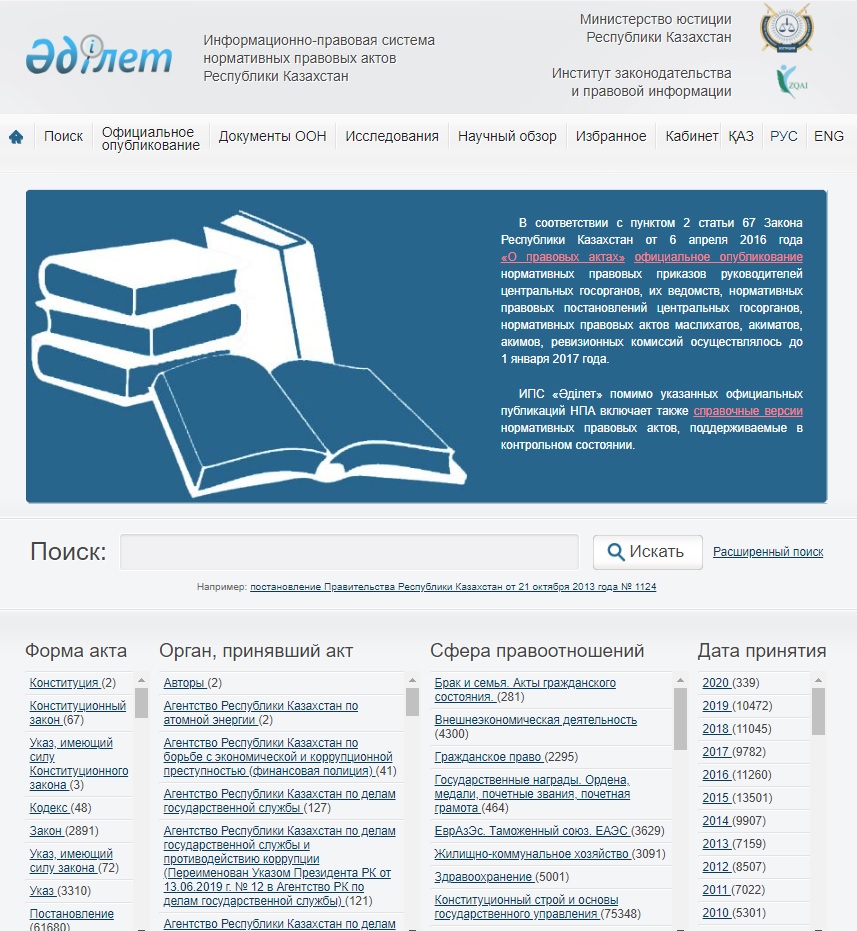 Әділет
Информационно-правовая система
нормативных правовых актов
Республики Казахстан
Министерство юстиции
Республики Казахстан
Институт законодательства
и правовой информации
ZQAI
Поиск
Официальное
опубликование
Документы ООН
Исследования
Научный обзор
Избранное
Кабинет
ҚАЗ
РУС
ENG
В соответствии с пунктом 2 статьи 67 Закона
Республики Казахстан от 6 апреля 2016 года
«О правовых актах» официальное опубликование
нормативных правовых приказов руководителей
центральных госорганов, их ведомств, нормативных
правовых постановлений центральных госорганов,
нормативных правовых актов маслихатов, акиматов,
акимов, ревизионных комиссий осуществлялось до
1 января 2017 года.
ИПС «Әділет» помимо указанных официальных
публикаций НПА включает также справочные версии
нормативных правовых актов, поддерживаемые в
контрольном состоянии.
Поиск:
Искать
Расширенный поиск
Например: постановление Правительства Республики Казахстан от 21 октября 2013 года № 1124
Форма акта
Конституция (2)
Конституционный
закон (67)
Указ, имеющий
силу
Конституционного
закона (3)
Кодекс (48)
Закон (2891)
Указ, имеющий
силу закона (72)
Указ (3310)
Постановление
(61680)
Орган, принявший акт
Авторы (2)
Агентство Республики Казахстан по
атомной энергии (2)
Агентство Республики Казахстан по
борьбе с экономической и коррупционной
преступностью (финансовая полиция) (41)
Агентство Республики Казахстан по делам
государственной службы (127)
Агентство Республики Казахстан по делам
государственной службы и
противодействию коррупции
(Переименован Указом Президента РК от
13.06.2019 г. № 12 в Агентство РК по
делам государственной службы) (121)
Агентство Республики Казахстан по делам
Сфера правоотношений
Брак и семья. Акты гражданского
состояния. (281)
Внешнеэкономическая деятельность
(4300)
Гражданское право (2295)
Государственные награды. Ордена,
медали, почетные звания, почетная
грамота (464)
ЕврАзЭс. Таможенный союз. ЕАЭС (3629)
Жилищно-коммунальное хозяйство (3091)
Здравоохранение (5001)
Конституционный строй и основы
государственного управления (75348)
Дата принятия
2020 (339)
2019 (10472)
2018 (11045)
2017 (9782)
2016 (11260)
2015 (13501)
2014 (9907)
2013 (7159)
2012 (8507)
2011 (7022)
2010 (5301)